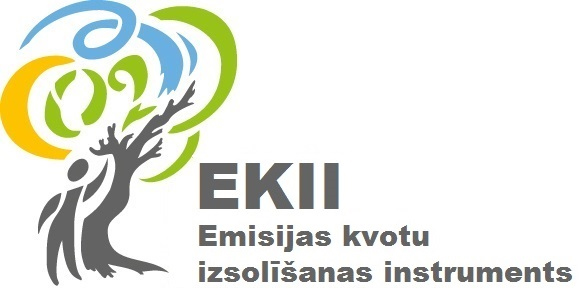 EKII
Emisijas kvotu
izsolīšanas instruments